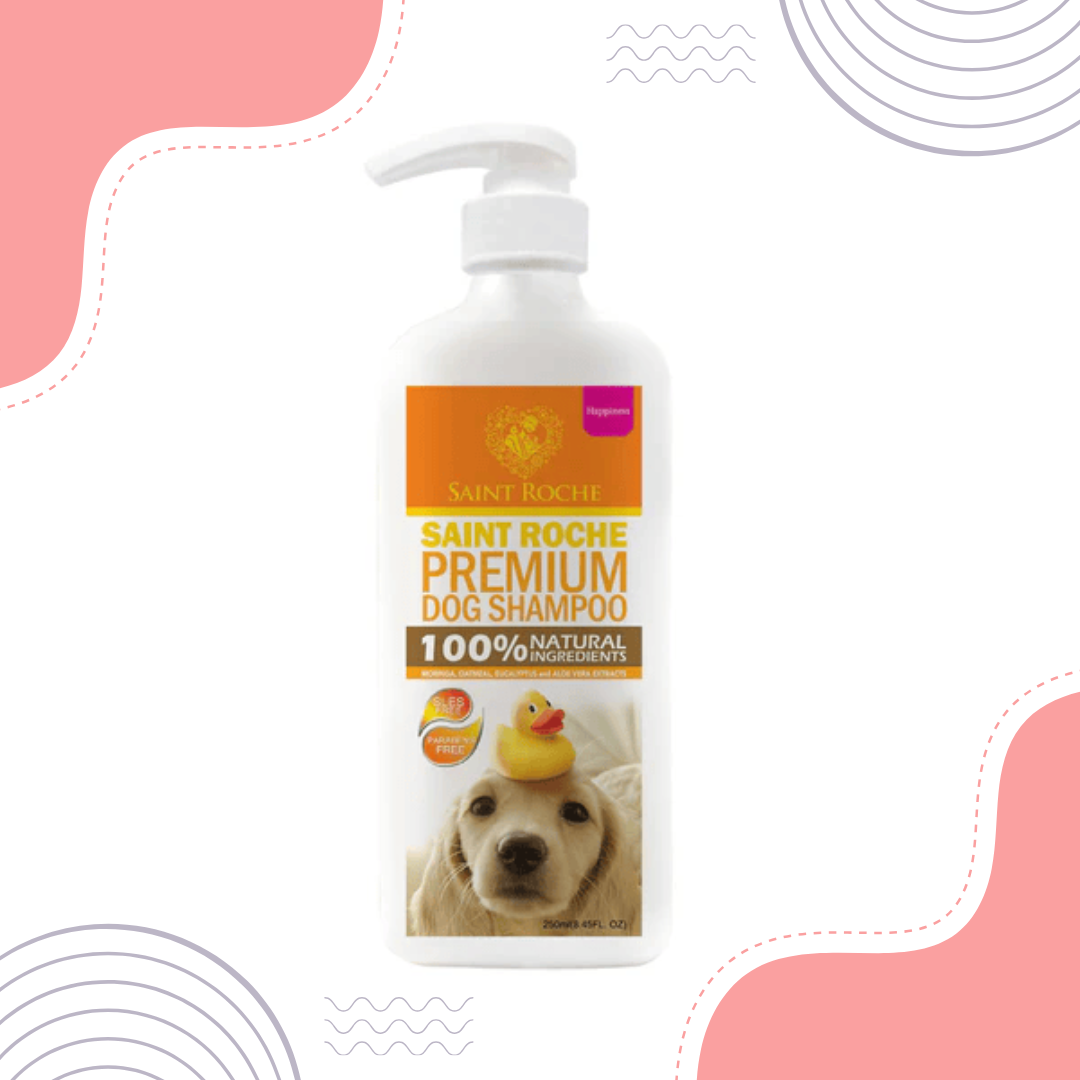 Happiness
SAINT ROCHE
SAINT ROCHE
PREMIUM
DOG SHAMPOO
100% NATURAL
INGREDIENTS
MORINGA, OATMEAL, EUCALYPTUS and ALOE VERA EXTRACTS
SLES
FREE
PARABEN
FREE
250ml(8.45FL. OZ)